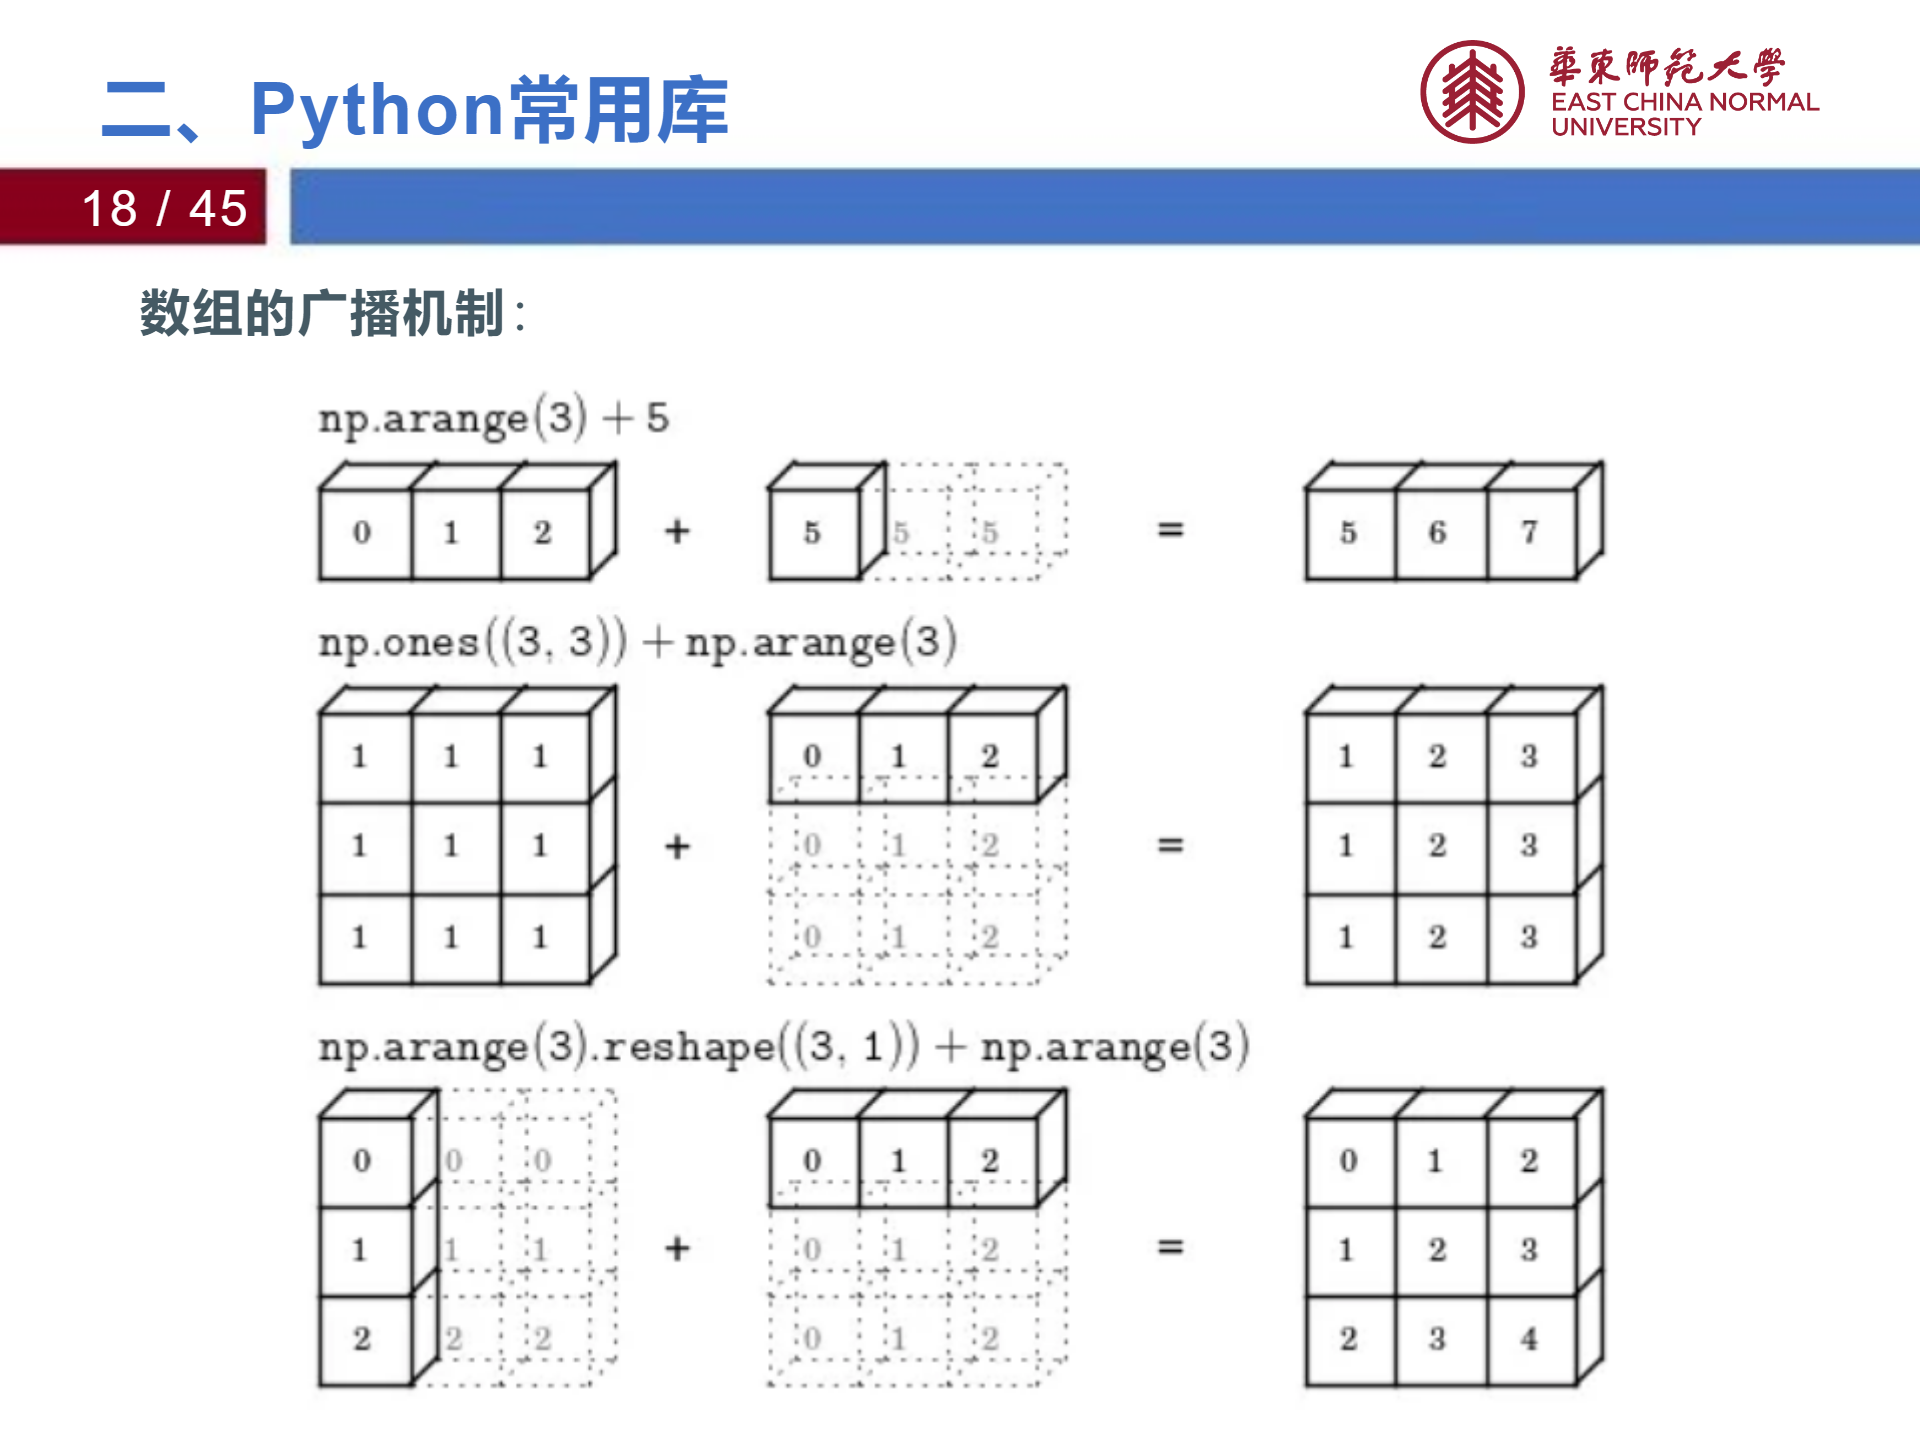 二、Python常用库
華東師範大學
EAST CHINA NORMAL
UNIVERSITY
18 / 45
数组的广播机制：
np.arange(3) + 5
0 1 2 + 5 5 5 = 5 6 7
np.ones((3, 3)) + np.arange(3)
1 1 1 0 1 2 1 2 3
1 1 1 + 0 1 2 = 1 2 3
1 1 1 0 1 2 1 2 3
np.arange(3).reshape((3, 1)) + np.arange(3)
0 0 0 0 1 2 0 1 2
1 1 1 + 0 1 2 = 1 2 3
2 2 2 0 1 2 2 3 4